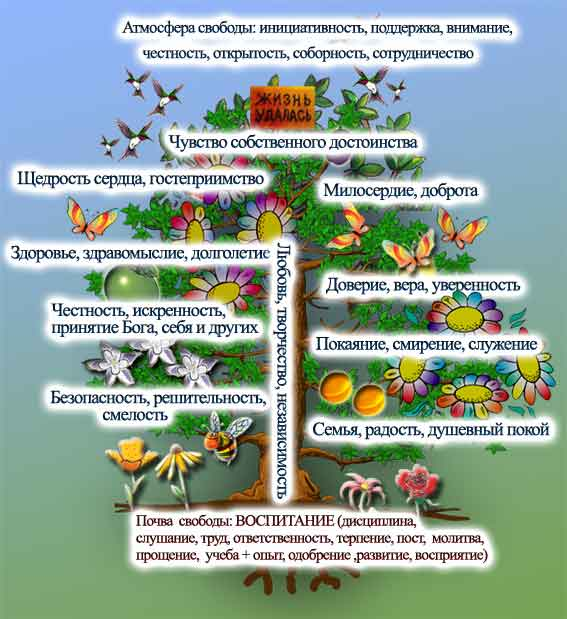 Атмосфера свободы: инициативность, поддержка, внимание,
честность, открытость, соборность, сотрудничество
ЖИЗНЬ
УДАЛАСЬ
Чувство собственного достоинства
Щедрость сердца, гостеприимство
Милосердие, доброта
Здоровье, здравомыслие, долголетие
Любовь, творчество, независимость
Доверие, вера, уверенность
Честность, искренность,
принятие Бога, себя и других
Покаяние, смирение, служение
Безопасность, решительность,
смелость
Семья, радость, душевный покой
Почва свободы: ВОСПИТАНИЕ (дисциплина,
слушание, труд, ответственность, терпение, пост, молитва,
прощение, учеба + опыт, одобрение ,развитие, восприятие)